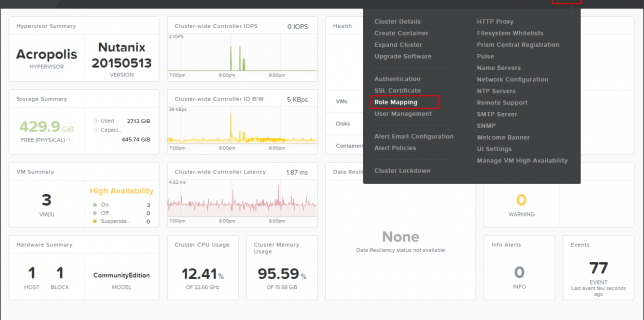 Hypervisor Summary
Acropolis
HYPERVISOR
Nutanix
20150513
VERSION
Cluster-wide Controller IOPS 0 IOPS
2 IOPS
7:00pm 8:00pm 9:00pm
Health
VMs
Disks
Containers
Cluster Details
Create Container
Expand Cluster
Upgrade Software
Authentication
SSL Certificate
Role Mapping
User Management
Alert Email Configuration
Alert Policies
Cluster Lockdown
HTTP Proxy
Filesystem Whitelists
Prism Central Registration
Pulse
Name Servers
Network Configuration
NTP Servers
Remote Support
SMTP Server
SNMP
Welcome Banner
UI Settings
Manage VM High Availability
Storage Summary
429.9 GiB
FREE (PHYSICAL)
Used 27.13 GiB
Capaci...
445.74 GiB
Cluster-wide Controller IO B/W 5 KBps
7:00pm 8:00pm 9:00pm
VM Summary
3
VM(S)
High Availability
On 3
Off 0
Suspende... 0
Cluster-wide Controller Latency 1.87 ms
4.82 ms
7:00pm 8:00pm 9:00pm
Data Resil
None
Data Resiliency status not available
0
WARNING
Hardware Summary
1
HOST
1
BLOCK
CommunityEdition
MODEL
Cluster CPU Usage
12.41 %
OF 22.66 GHz
Cluster Memory
Usage
95.59 %
OF 15.58 GiB
Info Alerts
0
INFO
Events
77
EVENT
Last event few seconds
ago